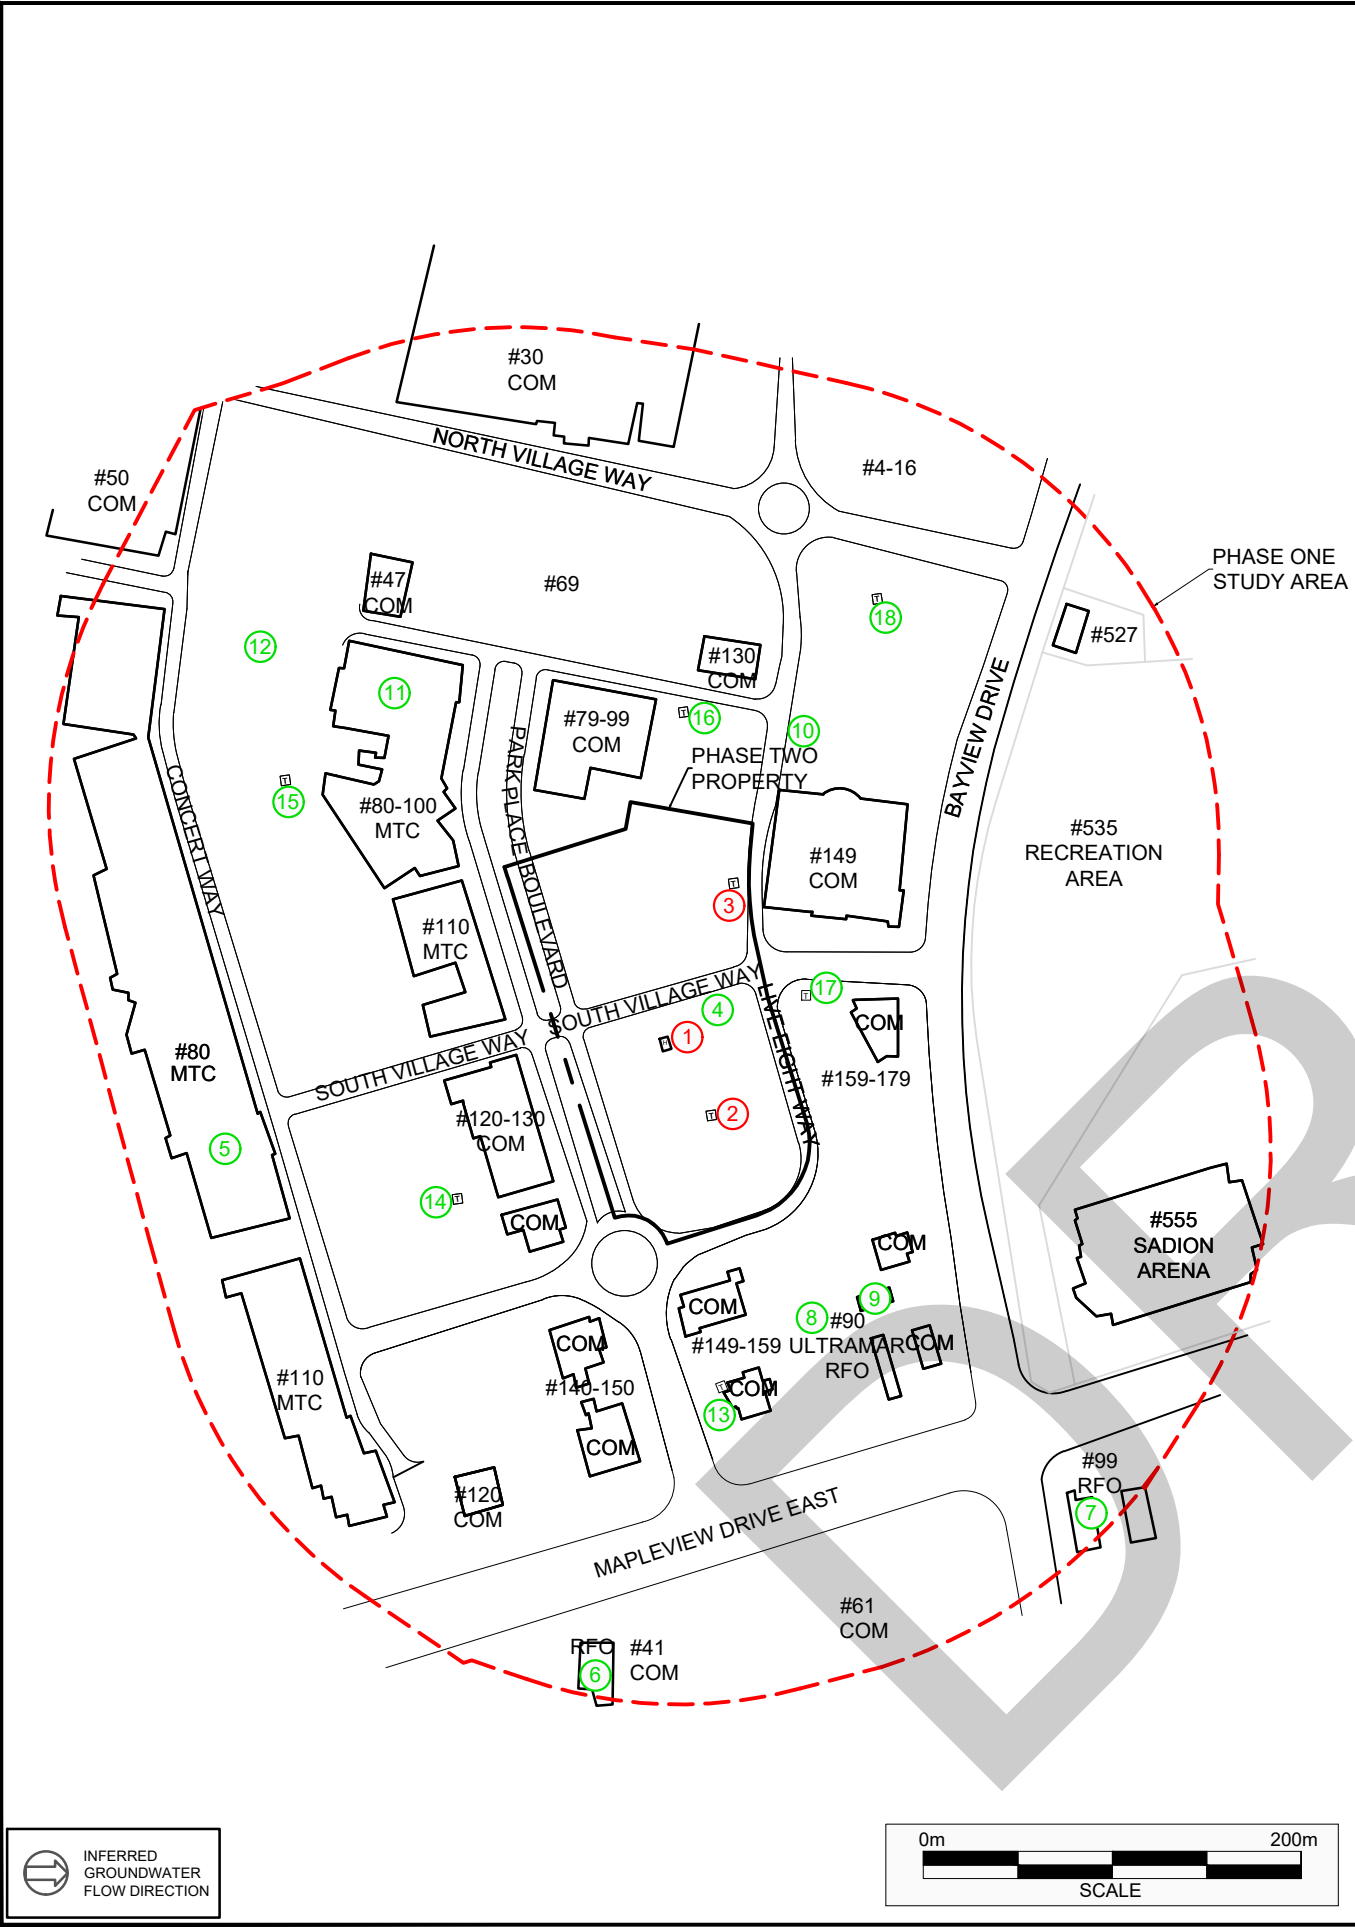 #30
COM
NORTH VILLAGE WAY
#4-16
#50
COM
PHASE ONE
STUDY AREA
#47
COM
#69
T
18
#527
12
#130
COM
11
T
16
#79-99
COM
10
PHASE TWO
PROPERTY
BAYVIEW DRIVE
PARK PLACE BOULEVARD
CONCERT WAY
T
15
#80-100
MTC
#535
RECREATION
AREA
#149
COM
T
3
#110
MTC
SOUTH VILLAGE WAY
T
17
4
COM
H
1
LIVE EIGHT WAY
#80
MTC
SOUTH VILLAGE WAY
#159-179
#120-130
COM
T
2
5
14
T
COM
#555
SADION
ARENA
COM
9
COM
8
#90
ULTRAMAR
RFO
COM
#149-159
COM
#140-150
COM
T
COM
13
#110
MTC
#120
COM
#99
RFO
7
MAPLEVIEW DRIVE EAST
#61
COM
RFO
6
#41
COM
INFERRED
GROUNDWATER
FLOW DIRECTION
0m
200m
SCALE
DR